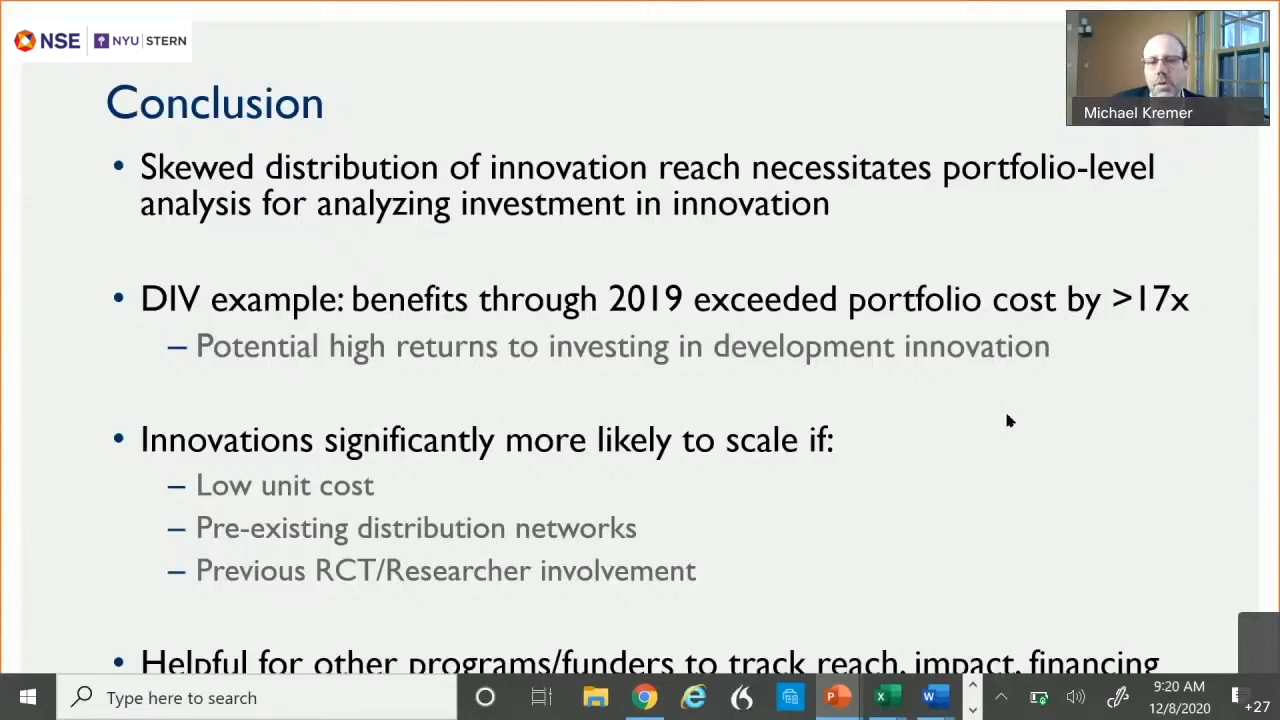 NSE NYU STERN
Michael Kremer
Conclusion
• Skewed distribution of innovation reach necessitates portfolio-level
analysis for analyzing investment in innovation
• DIV example: benefits through 2019 exceeded portfolio cost by >17x
– Potential high returns to investing in development innovation
• Innovations significantly more likely to scale if:
– Low unit cost
– Pre-existing distribution networks
– Previous RCT/Researcher involvement
• Helpful for other programs/funders to track reach, impact, financing
Type here to search
9:20 AM
12/8/2020
+27